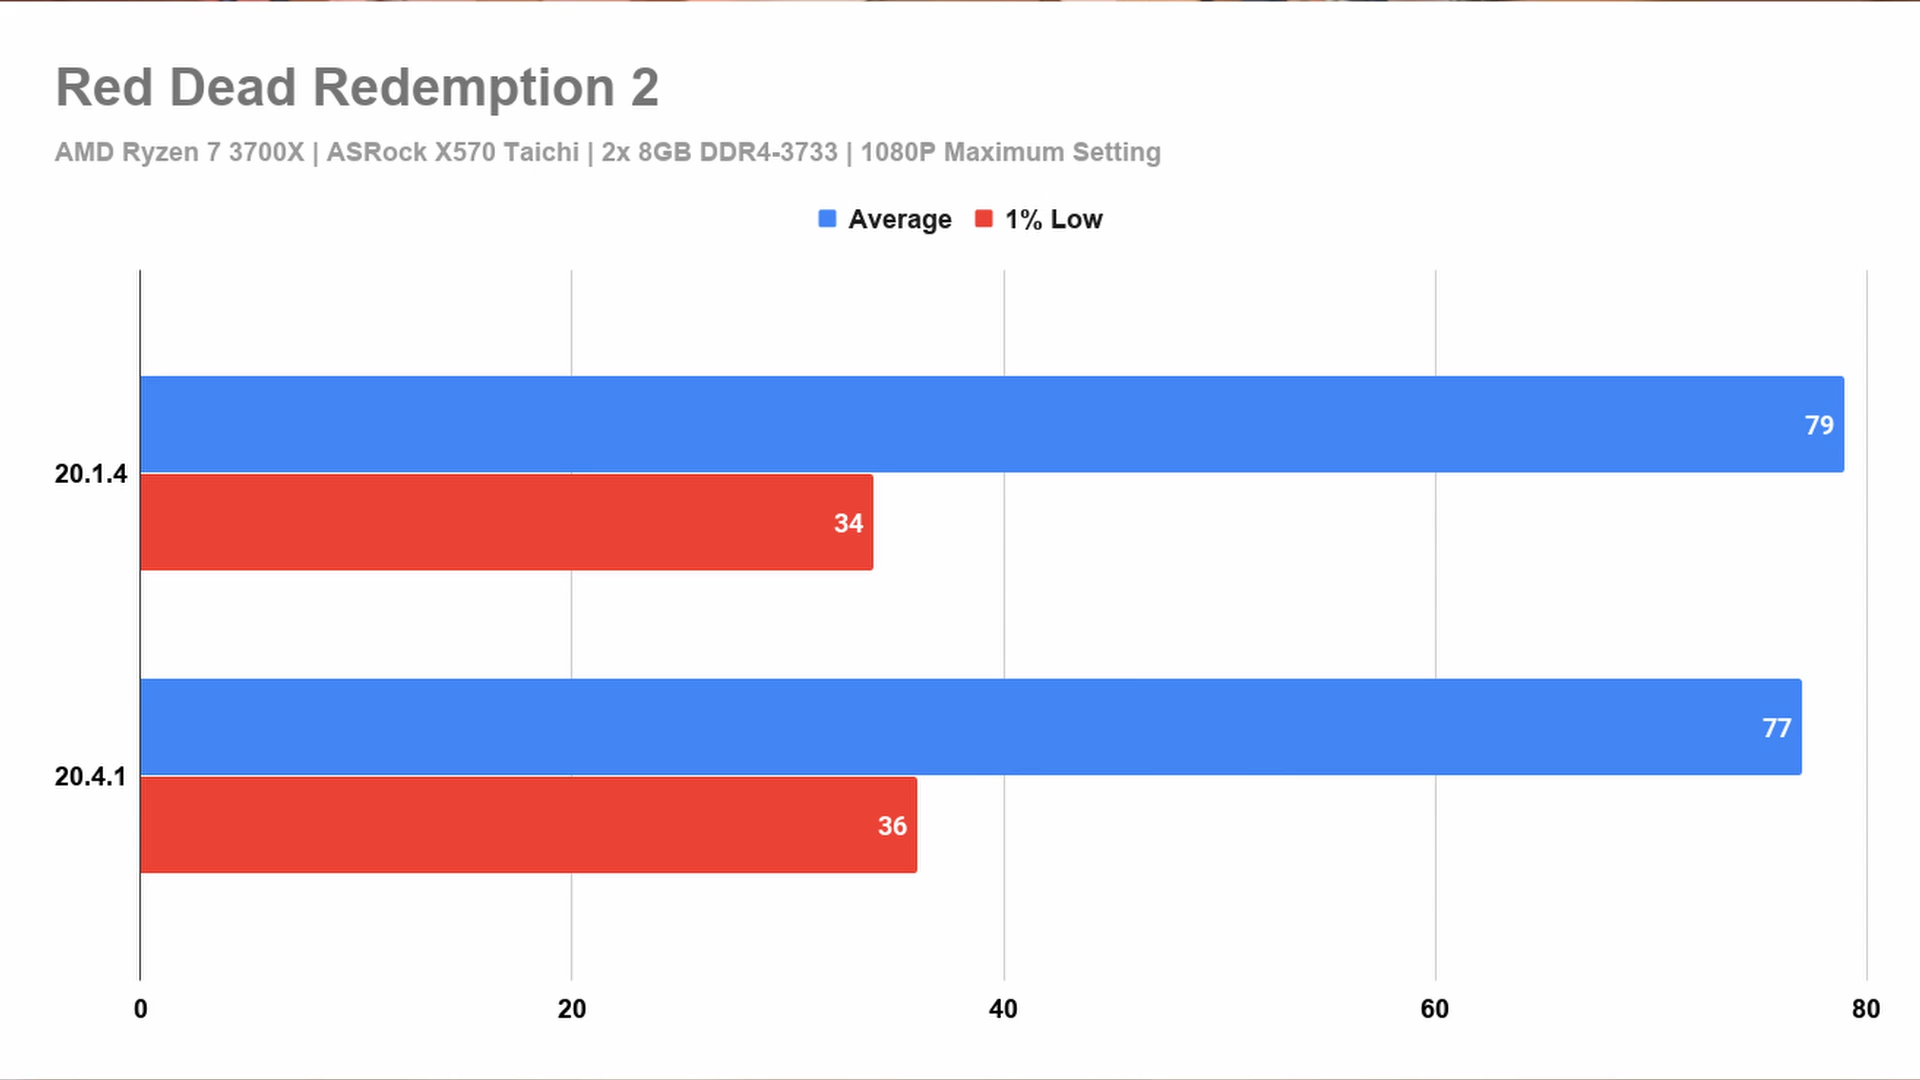 Red Dead Redemption 2
AMD Ryzen 7 3700X | ASRock X570 Taichi | 2x 8GB DDR4-3733 | 1080P Maximum Setting
Average 1% Low
79
20.1.4
34
77
20.4.1
36
0 20 40 60 80